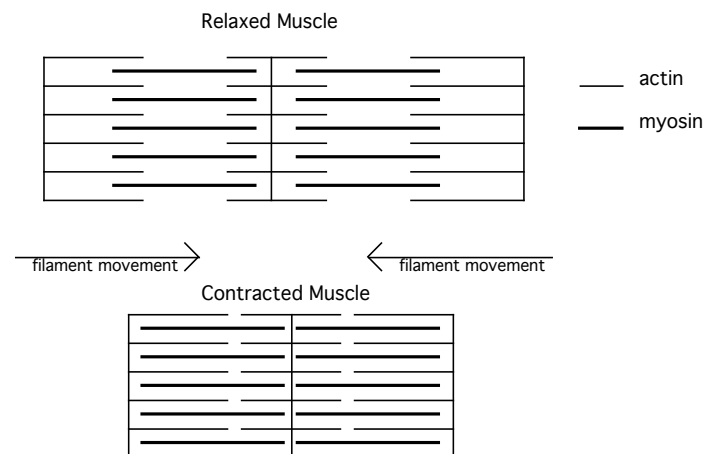 Relaxed Muscle
actin
myosin
filament movement
filament movement
Contracted Muscle